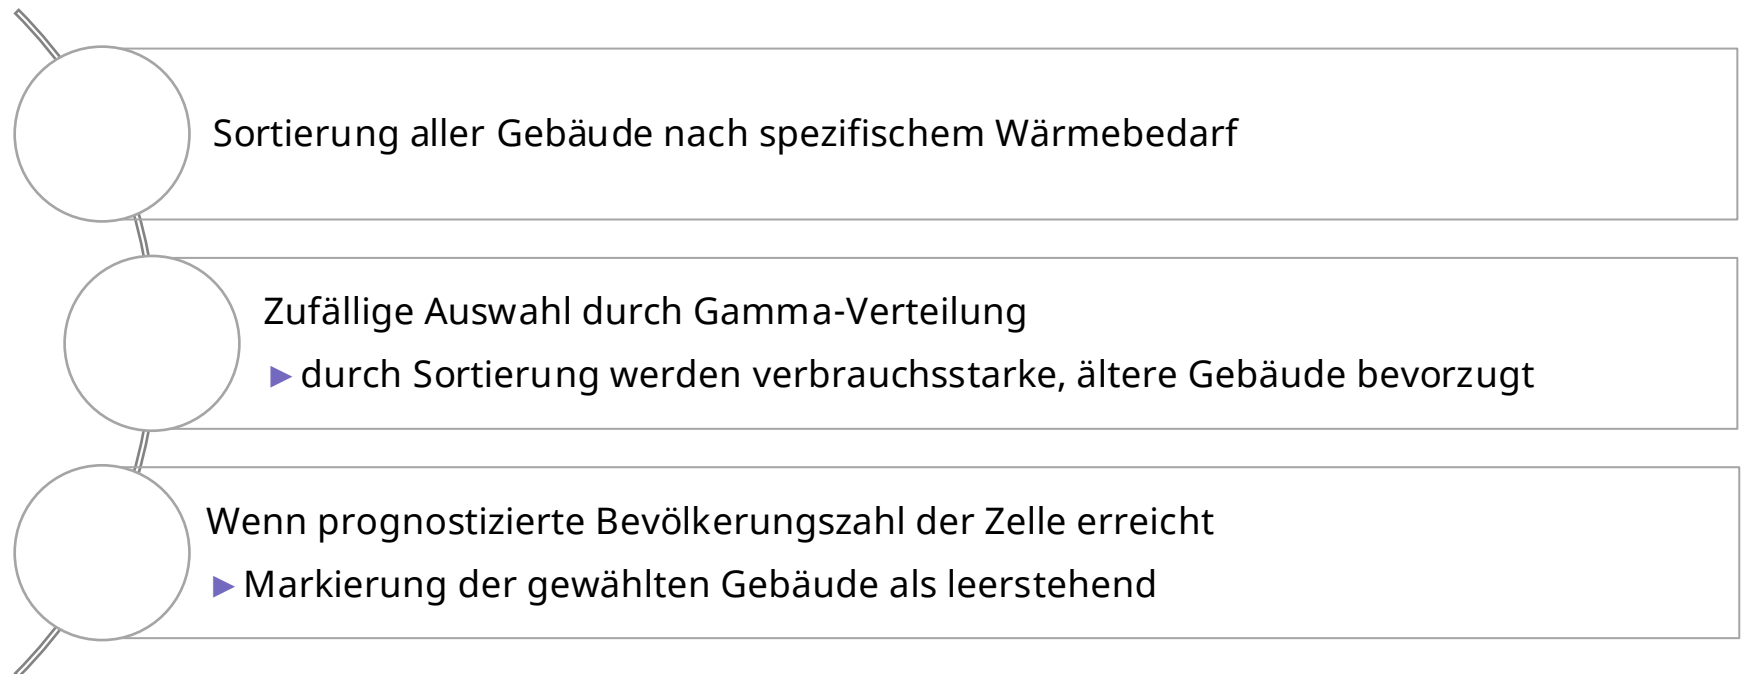 Sortierung aller Gebäude nach spezifischem Wärmebedarf
Zufällige Auswahl durch Gamma-Verteilung
►durch Sortierung werden verbrauchsstarke, ältere Gebäude bevorzugt
Wenn prognostizierte Bevölkerungszahl der Zelle erreicht
►Markierung der gewählten Gebäude als leerstehend